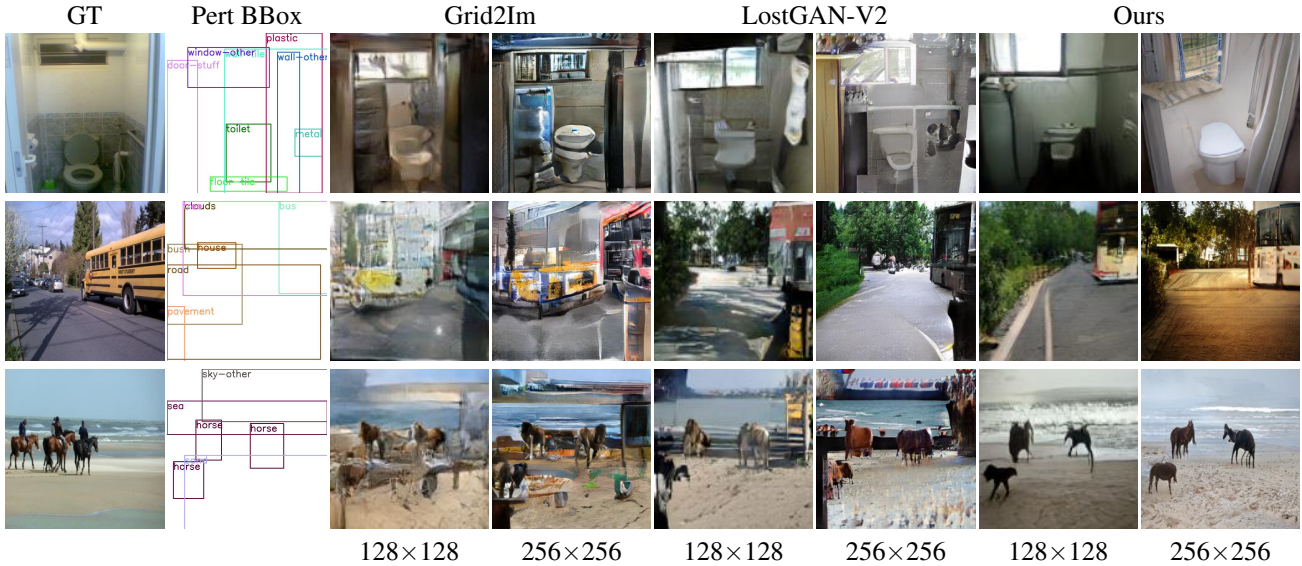 GT Pert BBox Grid2Im LostGAN-V2 Ours
plastic
window-other
wall-other
door-stuff
toilet
metal
floor-tile
clouds
bus
bush
house
road
pavement
sky-other
sea
horse
horse
horse
128×128 256×256 128×128 256×256 128×128 256×256